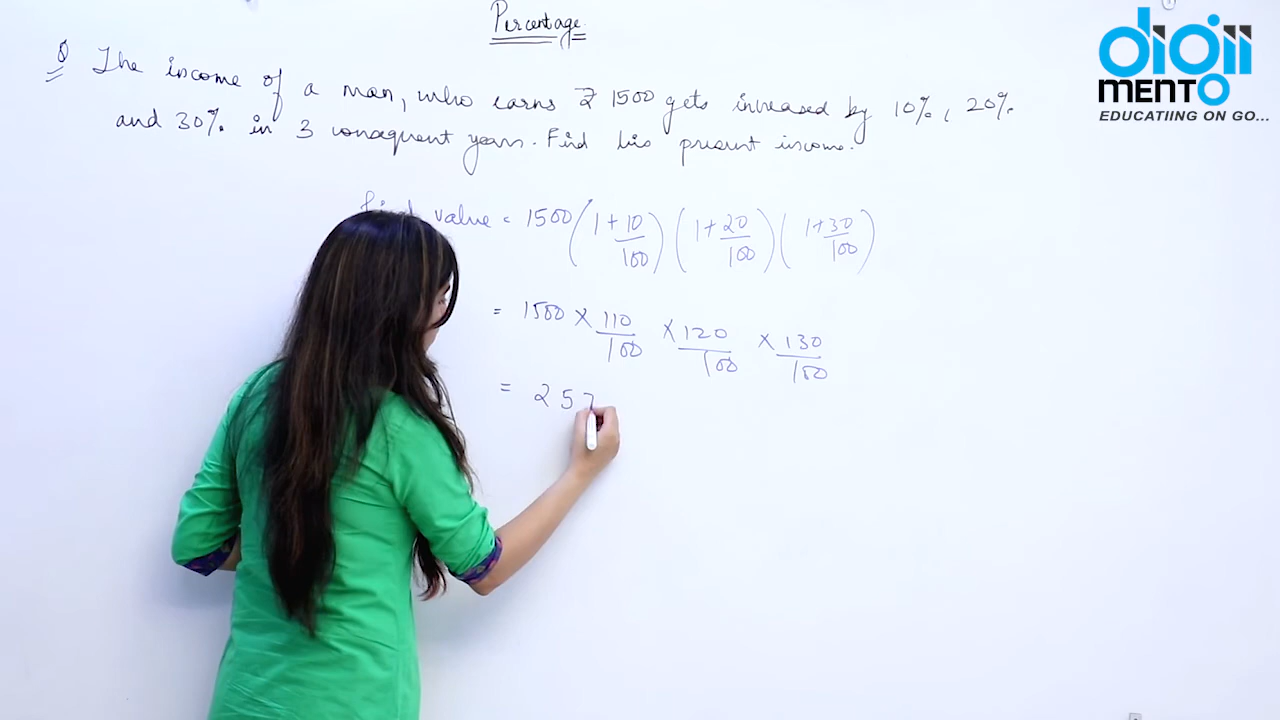 Percentage
digii
MENTO
EDUCATIING ON GO...
Q The income of a man, who earns ₹ 1500 gets increased by 10%, 20%
and 30% in 3 consequent years. Find his present income.
value = 1500 (1 + 10/100) (1 + 20/100) (1 + 30/100)
= 1500 × 110/100 × 120/100 × 130/100
= 25